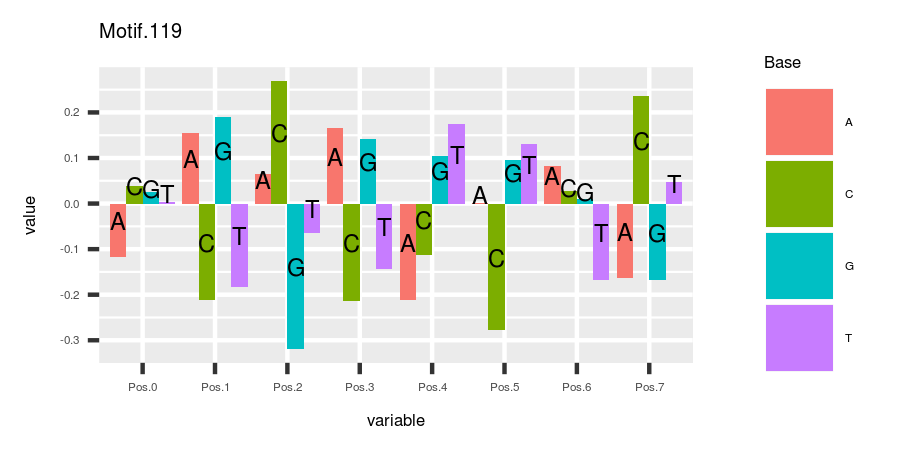 Motif.119
value
0.2
0.1
0.0
-0.1
-0.2
-0.3
A C G T
A C G T
A C G T
A C G T
A C G T
A C G T
A C G T
A C G T
Pos.0 Pos.1 Pos.2 Pos.3 Pos.4 Pos.5 Pos.6 Pos.7
variable
Base
A
C
G
T